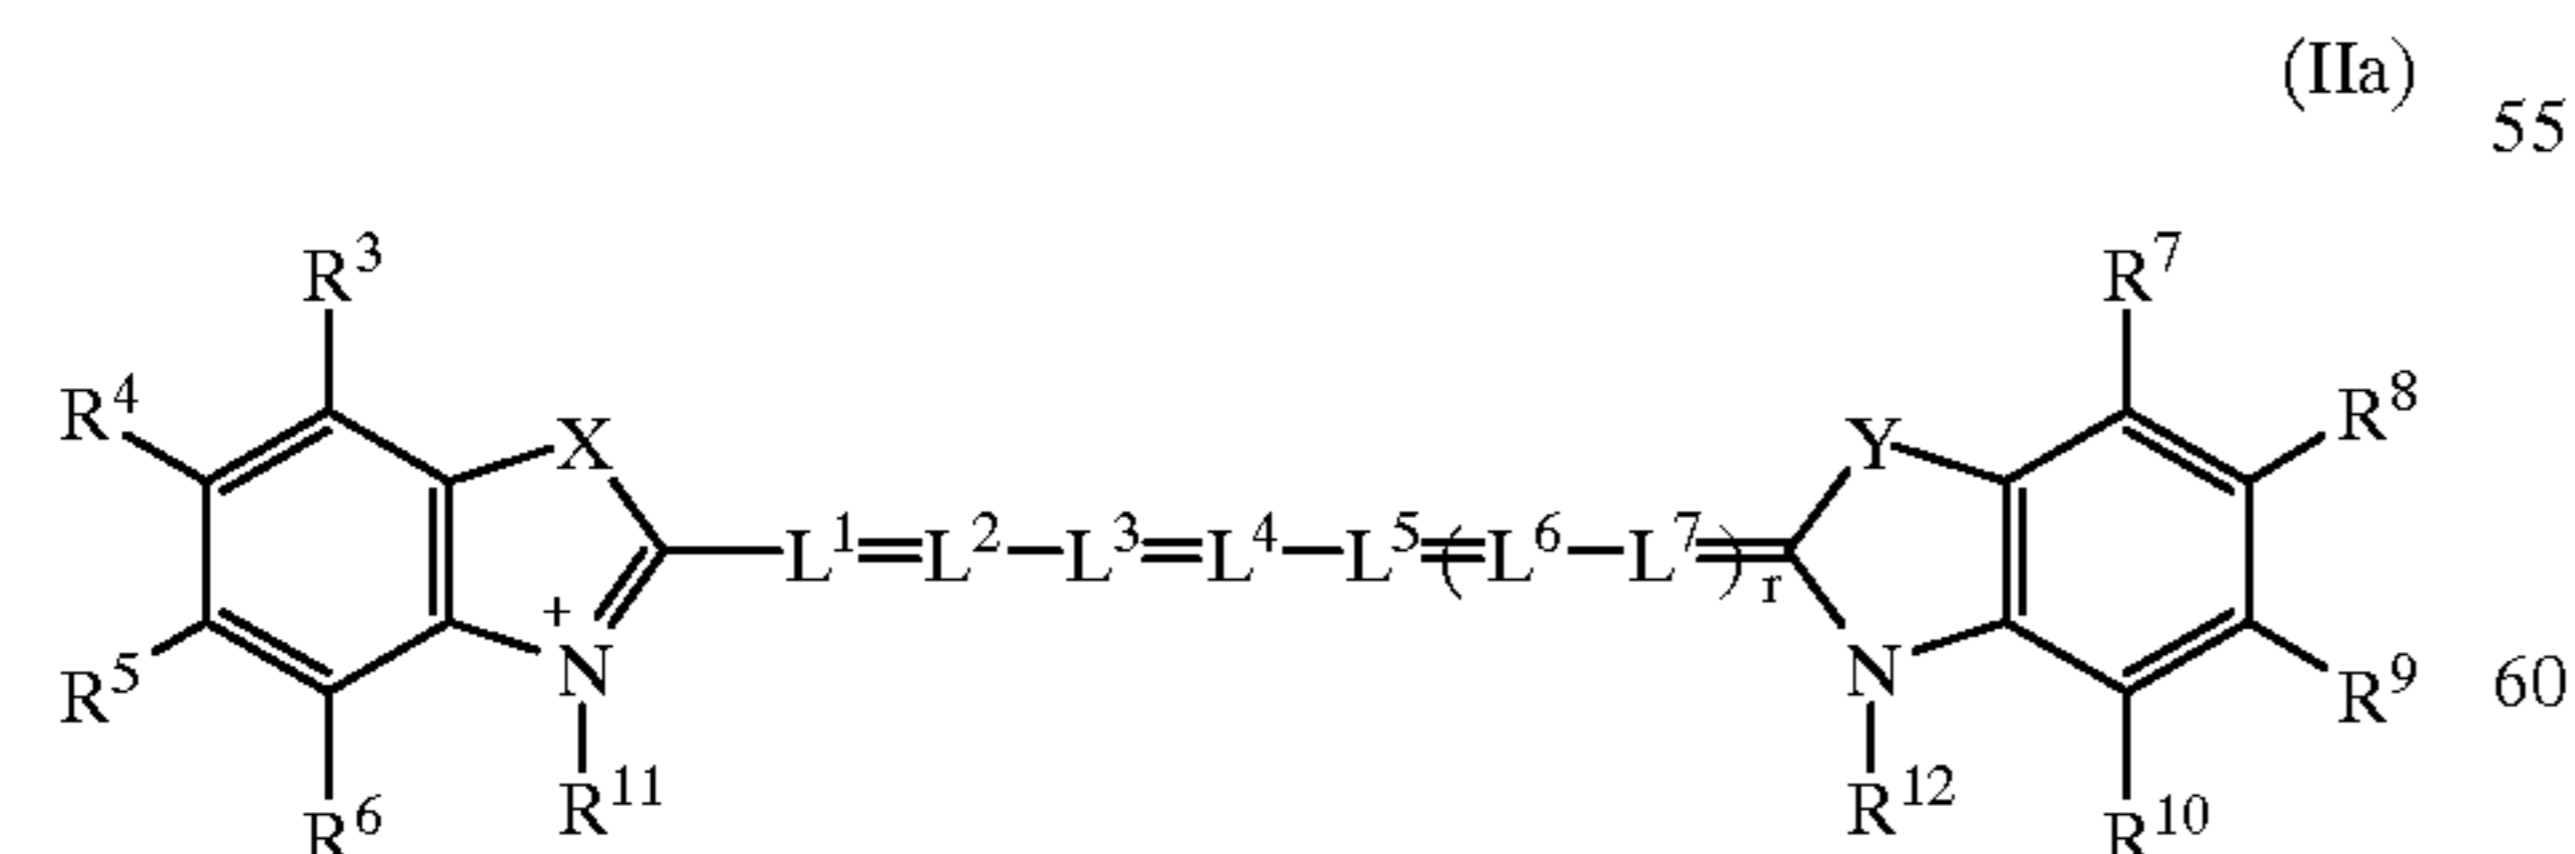 (IIa)
55
R³ R⁷
R⁴ X Y R⁸
L¹=L²—L³=L⁴—L⁵=(L⁶—L⁷=)r
+
R⁵ N N R⁹ 60
R⁶ R¹¹ R¹² R¹⁰